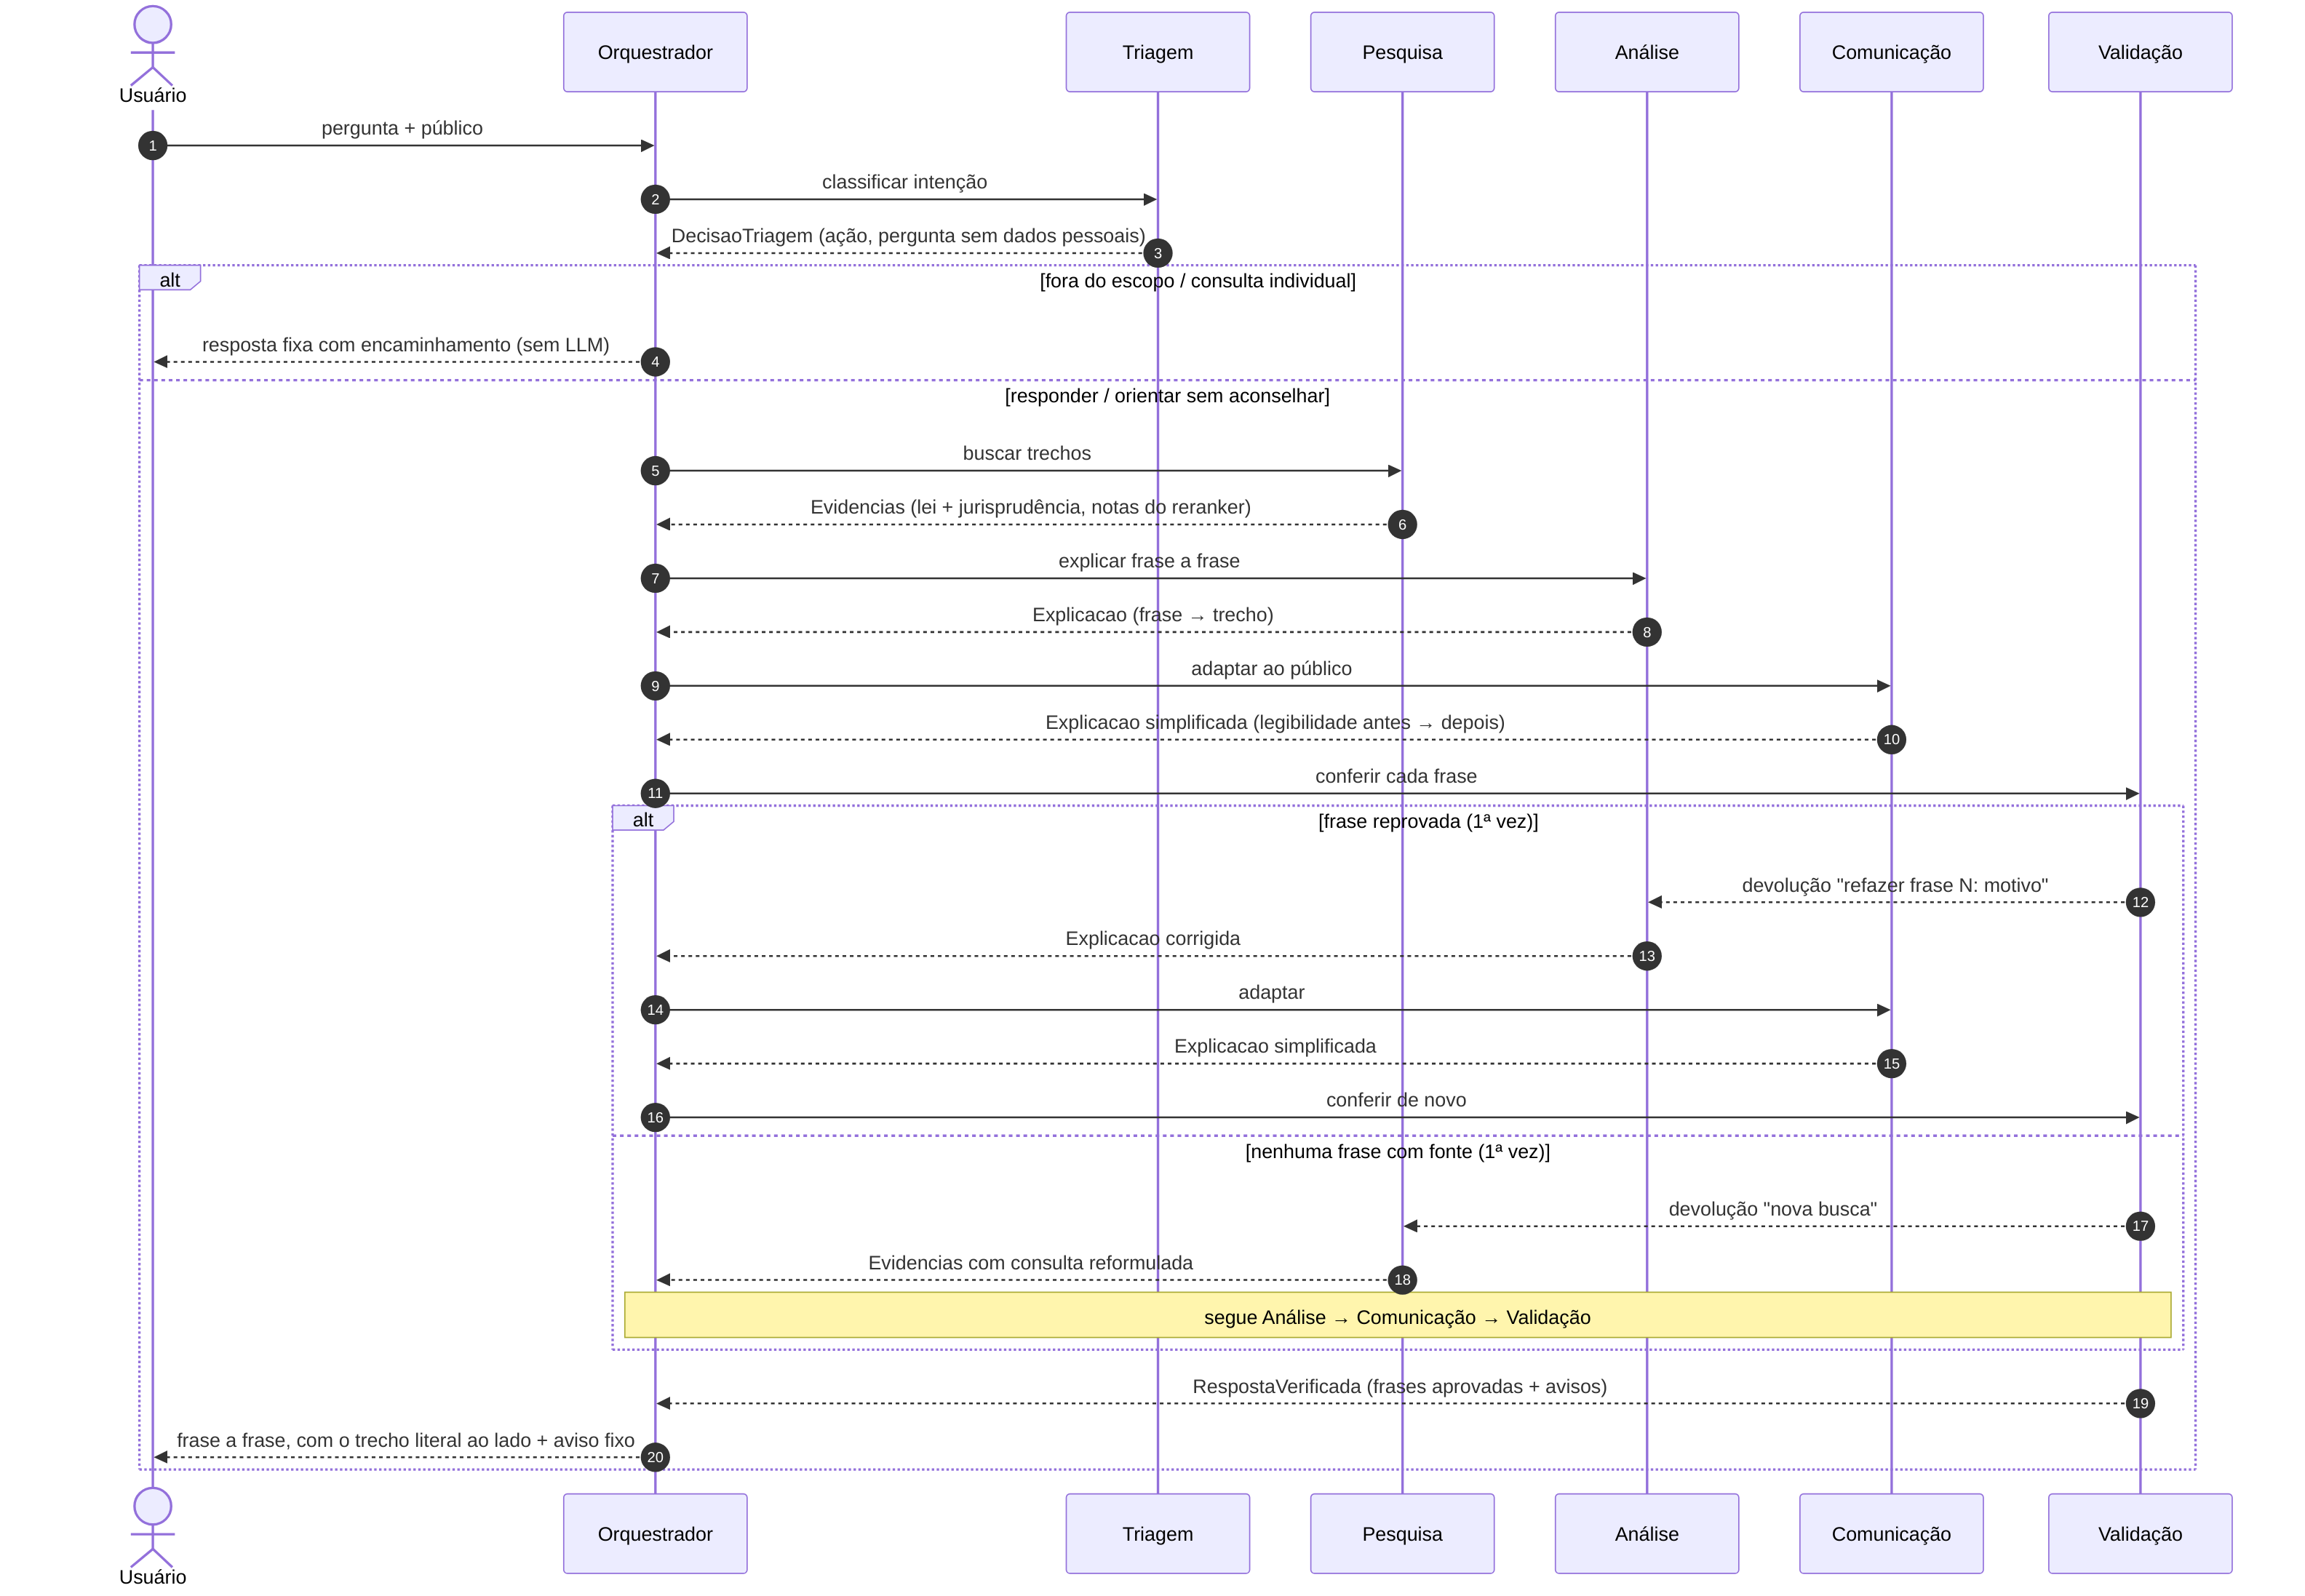 Usuário
Orquestrador
Triagem
Pesquisa
Análise
Comunicação
Validação
pergunta + público
1
classificar intenção
2
DecisaoTriagem (ação, pergunta sem dados pessoais)
3
alt
[fora do escopo / consulta individual]
resposta fixa com encaminhamento (sem LLM)
4
[responder / orientar sem aconselhar]
buscar trechos
5
Evidencias (lei + jurisprudência, notas do reranker)
6
explicar frase a frase
7
Explicacao (frase → trecho)
8
adaptar ao público
9
Explicacao simplificada (legibilidade antes → depois)
10
conferir cada frase
11
alt
[frase reprovada (1ª vez)]
devolução "refazer frase N: motivo"
12
Explicacao corrigida
13
adaptar
14
Explicacao simplificada
15
conferir de novo
16
[nenhuma frase com fonte (1ª vez)]
devolução "nova busca"
17
Evidencias com consulta reformulada
18
segue Análise → Comunicação → Validação
RespostaVerificada (frases aprovadas + avisos)
19
frase a frase, com o trecho literal ao lado + aviso fixo
20
Usuário
Orquestrador
Triagem
Pesquisa
Análise
Comunicação
Validação